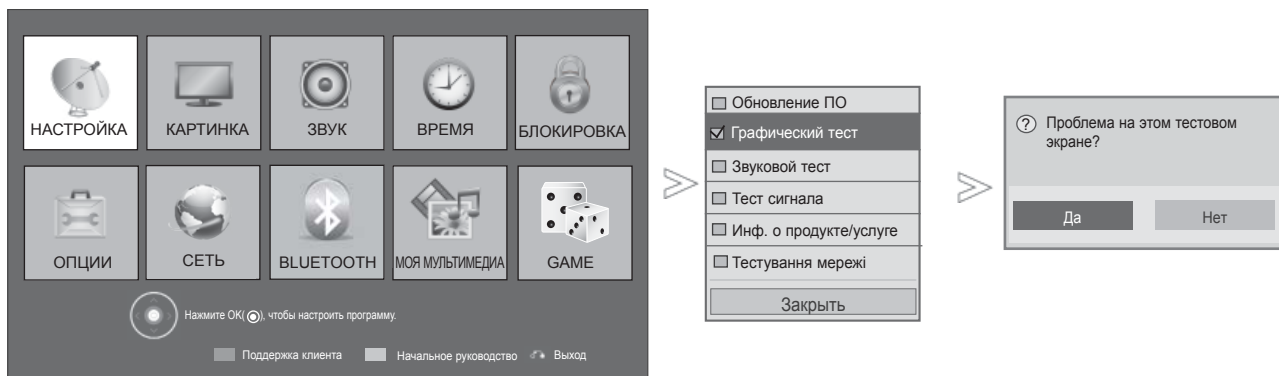 НАСТРОЙКА
КАРТИНКА
ЗВУК
ВРЕМЯ
БЛОКИРОВКА
ОПЦИИ
СЕТЬ
BLUETOOTH
МОЯ МУЛЬТИМЕДИА
GAME
Нажмите OK( ), чтобы настроить программу.
Поддержка клиента
Начальное руководство
Выход
Обновление ПО
Графический тест
Звуковой тест
Тест сигнала
Инф. о продукте/услуге
Тестування мережі
Закрыть
? Проблема на этом тестовом
экране?
Да
Нет